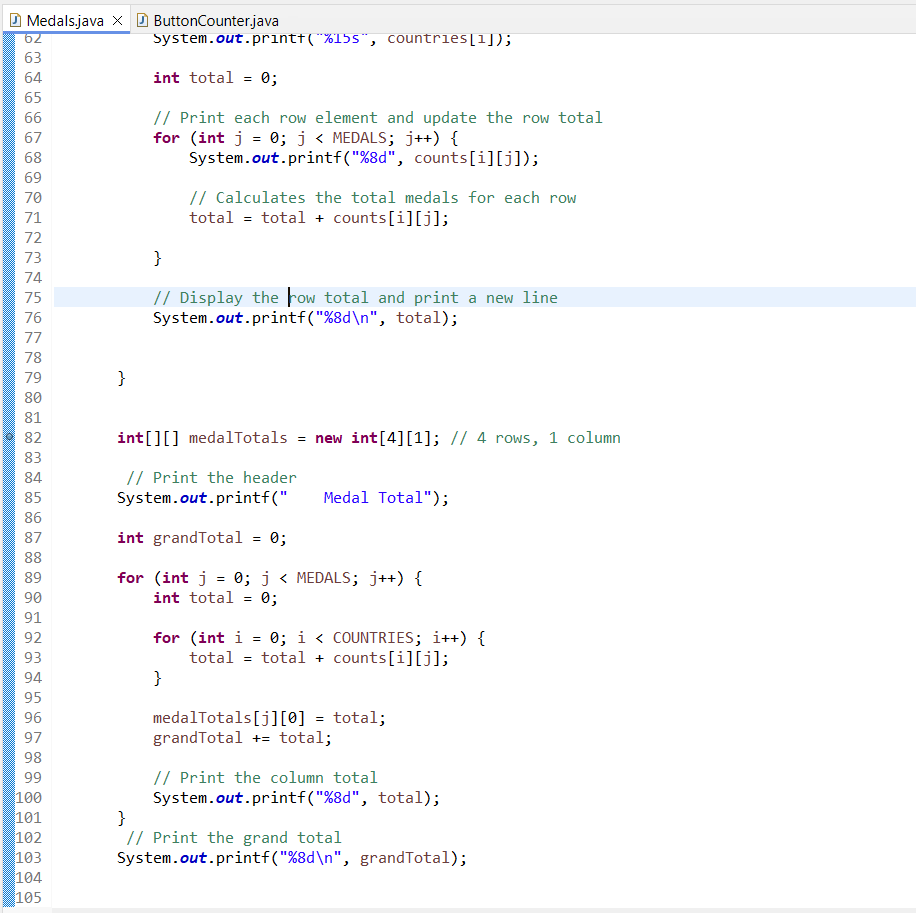 Medals.java
ButtonCounter.java
62 System.out.printf("%15s", countries[i]);
63
64 int total = 0;
65
66 // Print each row element and update the row total
67 for (int j = 0; j < MEDALS; j++) {
68 System.out.printf("%8d", counts[i][j]);
69
70 // Calculates the total medals for each row
71 total = total + counts[i][j];
72
73 }
74
75 // Display the row total and print a new line
76 System.out.printf("%8d\n", total);
77
78
79 }
80
81
82 int[][] medalTotals = new int[4][1]; // 4 rows, 1 column
83
84 // Print the header
85 System.out.printf("    Medal Total");
86
87 int grandTotal = 0;
88
89 for (int j = 0; j < MEDALS; j++) {
90 int total = 0;
91
92 for (int i = 0; i < COUNTRIES; i++) {
93 total = total + counts[i][j];
94 }
95
96 medalTotals[j][0] = total;
97 grandTotal += total;
98
99 // Print the column total
100 System.out.printf("%8d", total);
101 }
102 // Print the grand total
103 System.out.printf("%8d\n", grandTotal);
104
105